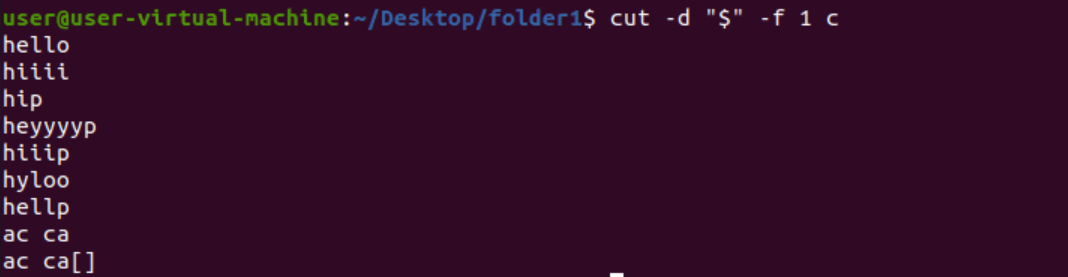 user@user-virtual-machine:~/Desktop/folder1$ cut -d "$" -f 1 c
hello
hiiii
hip
heyyyyp
hiiip
hyloo
hellp
ac ca
ac ca[]